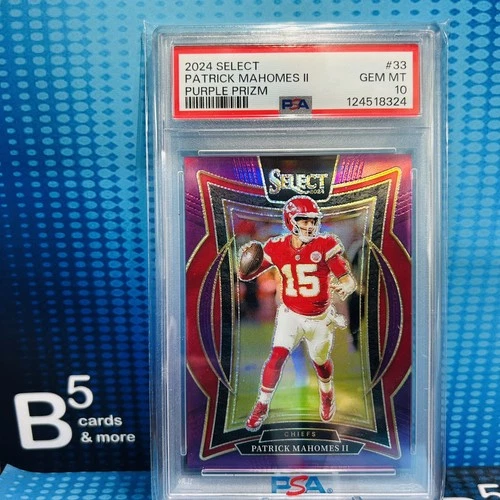 2024 SELECT #33
PATRICK MAHOMES II GEM MT
PURPLE PRIZM 10
PSA 124518324
SELECT
2024
15
CHIEFS
PATRICK MAHOMES II
PSA
B5 cards
& more